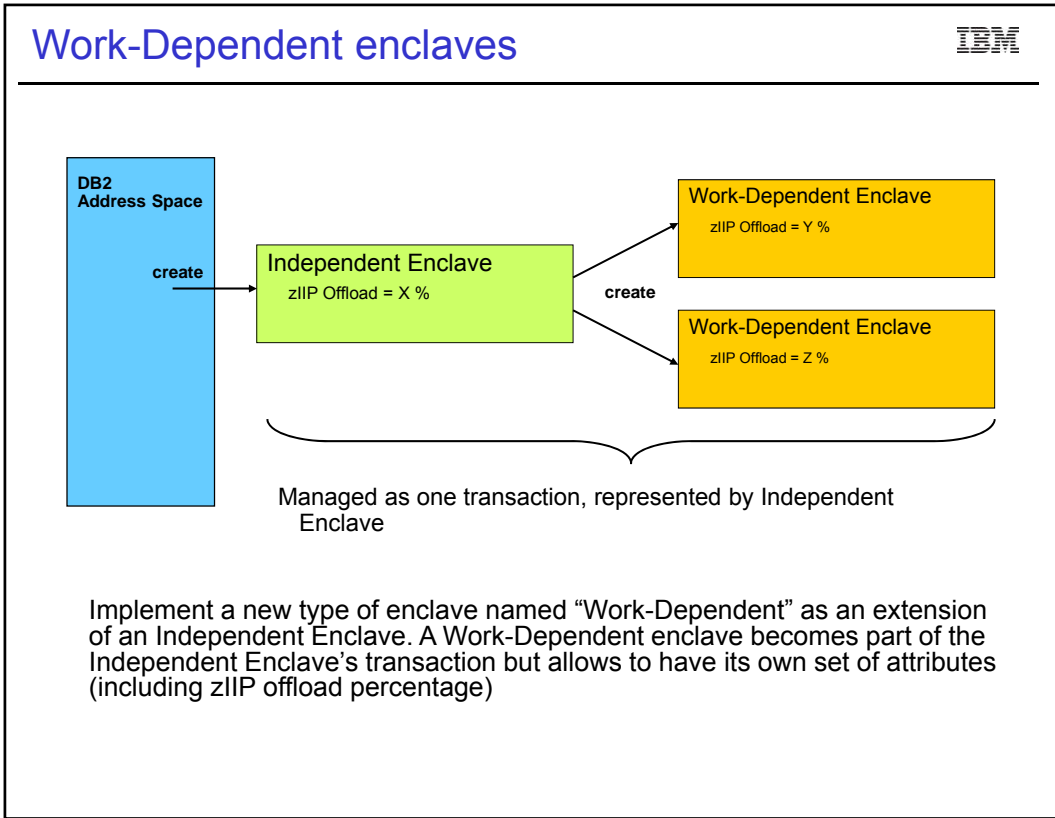 Work-Dependent enclaves
IBM
DB2
Address Space
create
Independent Enclave
zIIP Offload = X %
create
Work-Dependent Enclave
zIIP Offload = Y %
Work-Dependent Enclave
zIIP Offload = Z %
Managed as one transaction, represented by Independent
Enclave
Implement a new type of enclave named “Work-Dependent” as an extension
of an Independent Enclave. A Work-Dependent enclave becomes part of the
Independent Enclave’s transaction but allows to have its own set of attributes
(including zIIP offload percentage)